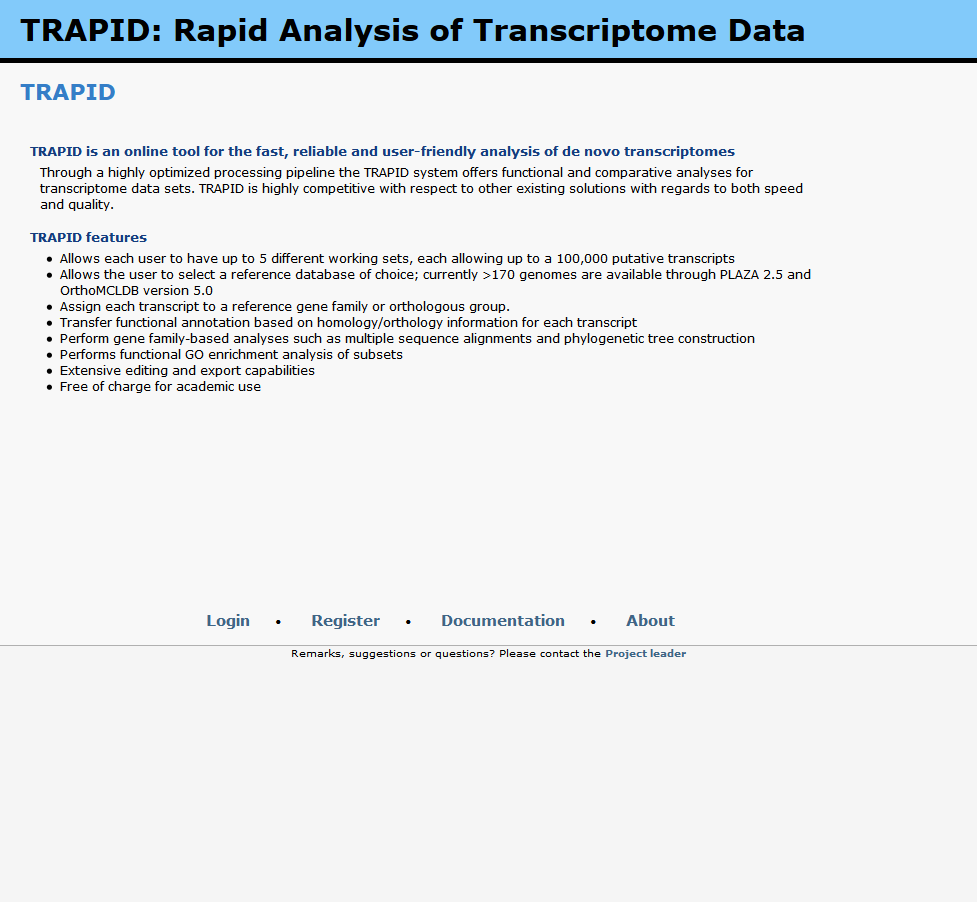 TRAPID: Rapid Analysis of Transcriptome Data
TRAPID
TRAPID is an online tool for the fast, reliable and user-friendly analysis of de novo transcriptomes
Through a highly optimized processing pipeline the TRAPID system offers functional and comparative analyses for
transcriptome data sets. TRAPID is highly competitive with respect to other existing solutions with regards to both speed
and quality.
TRAPID features
• Allows each user to have up to 5 different working sets, each allowing up to a 100,000 putative transcripts
• Allows the user to select a reference database of choice; currently >170 genomes are available through PLAZA 2.5 and
OrthoMCLDB version 5.0
• Assign each transcript to a reference gene family or orthologous group.
• Transfer functional annotation based on homology/orthology information for each transcript
• Perform gene family-based analyses such as multiple sequence alignments and phylogenetic tree construction
• Performs functional GO enrichment analysis of subsets
• Extensive editing and export capabilities
• Free of charge for academic use
Login • Register • Documentation • About
Remarks, suggestions or questions? Please contact the Project leader